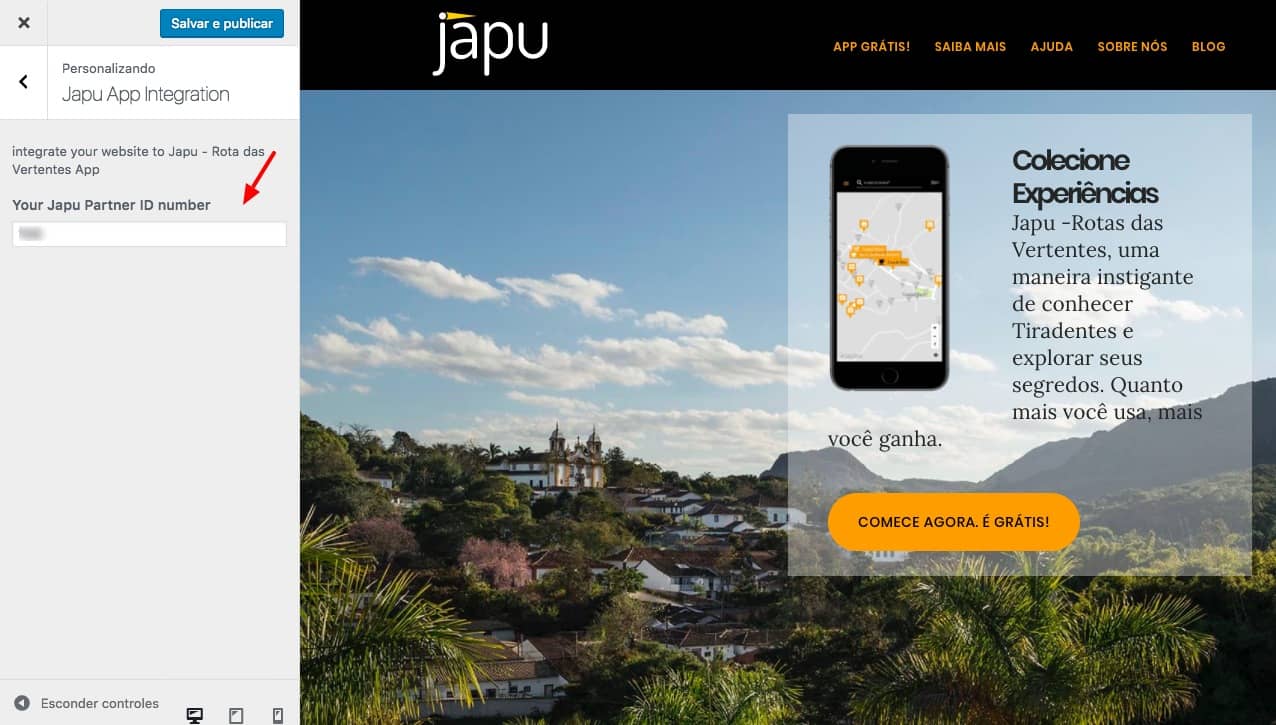 Salvar e publicar
Personalizando
Japu App Integration
integrate your website to Japu - Rota das
Vertentes App
Your Japu Partner ID number
Esconder controles
japu
APP GRÁTIS!
SAIBA MAIS
AJUDA
SOBRE NÓS
BLOG
Colecione
Experiências
Japu -Rotas das
Vertentes, uma
maneira instigante
de conhecer
Tiradentes e
explorar seus
segredos. Quanto
mais você usa, mais
você ganha.
COMECE AGORA. É GRÁTIS!